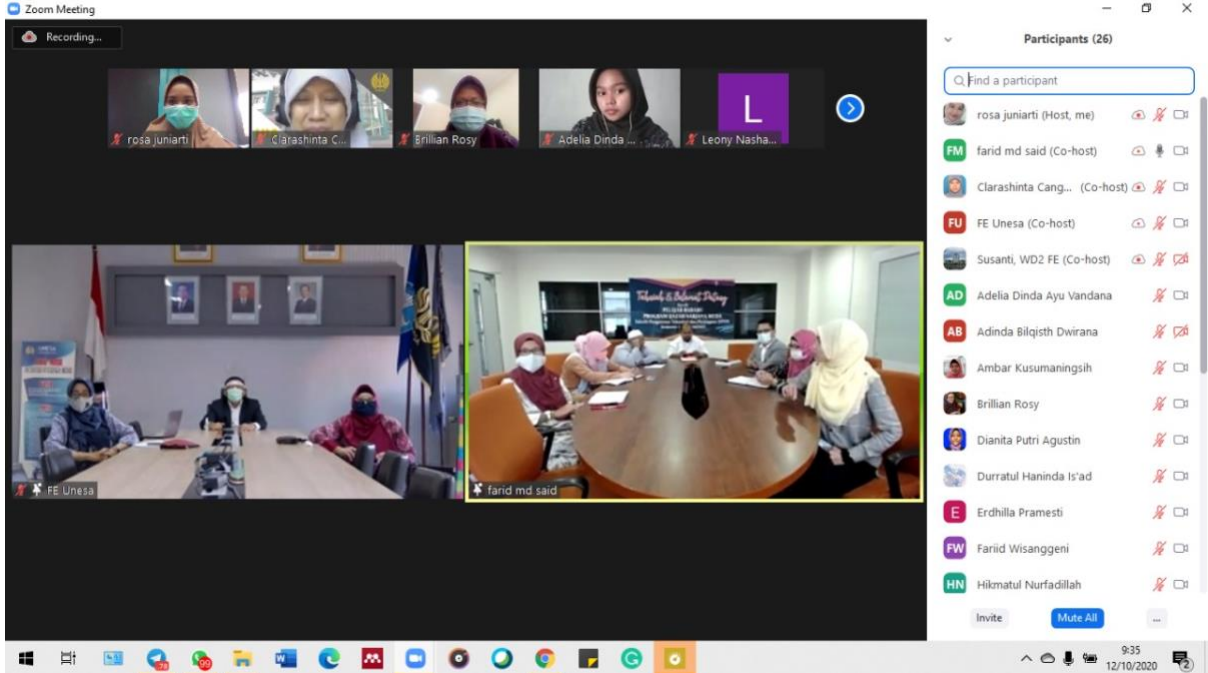 Zoom Meeting
Recording...
Participants (26)
Find a participant
rosa juniarti
Clarashinta C...
Brillian Rosy
Adelia Dinda ...
L
Leony Nasha...
rosa juniarti (Host, me)
FM farid md said (Co-host)
Clarashinta Cang... (Co-host)
FU FE Unesa (Co-host)
Susanti, WD2 FE (Co-host)
AD Adelia Dinda Ayu Vandana
AB Adinda Bilqisth Dwirana
Ambar Kusumaningsih
Brillian Rosy
Dianita Putri Agustin
Durratul Haninda Is'ad
E Erdhilla Pramesti
FW Fariid Wisanggeni
HN Hikmatul Nurfadillah
FE Unesa
farid md said
Invite
Mute All
...
78
99
9:35
12/10/2020
2